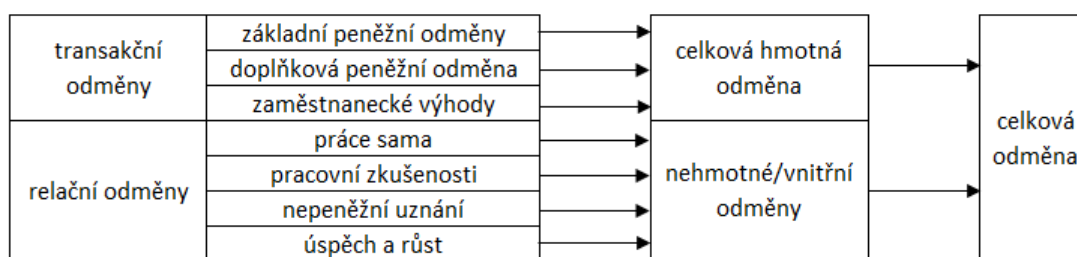 transakční
odměny
základní peněžní odměny
doplňková peněžní odměna
zaměstnanecké výhody
celková hmotná
odměna
relační odměny
práce sama
pracovní zkušenosti
nepeněžní uznání
úspěch a růst
nehmotné/vnitřní
odměny
celková
odměna